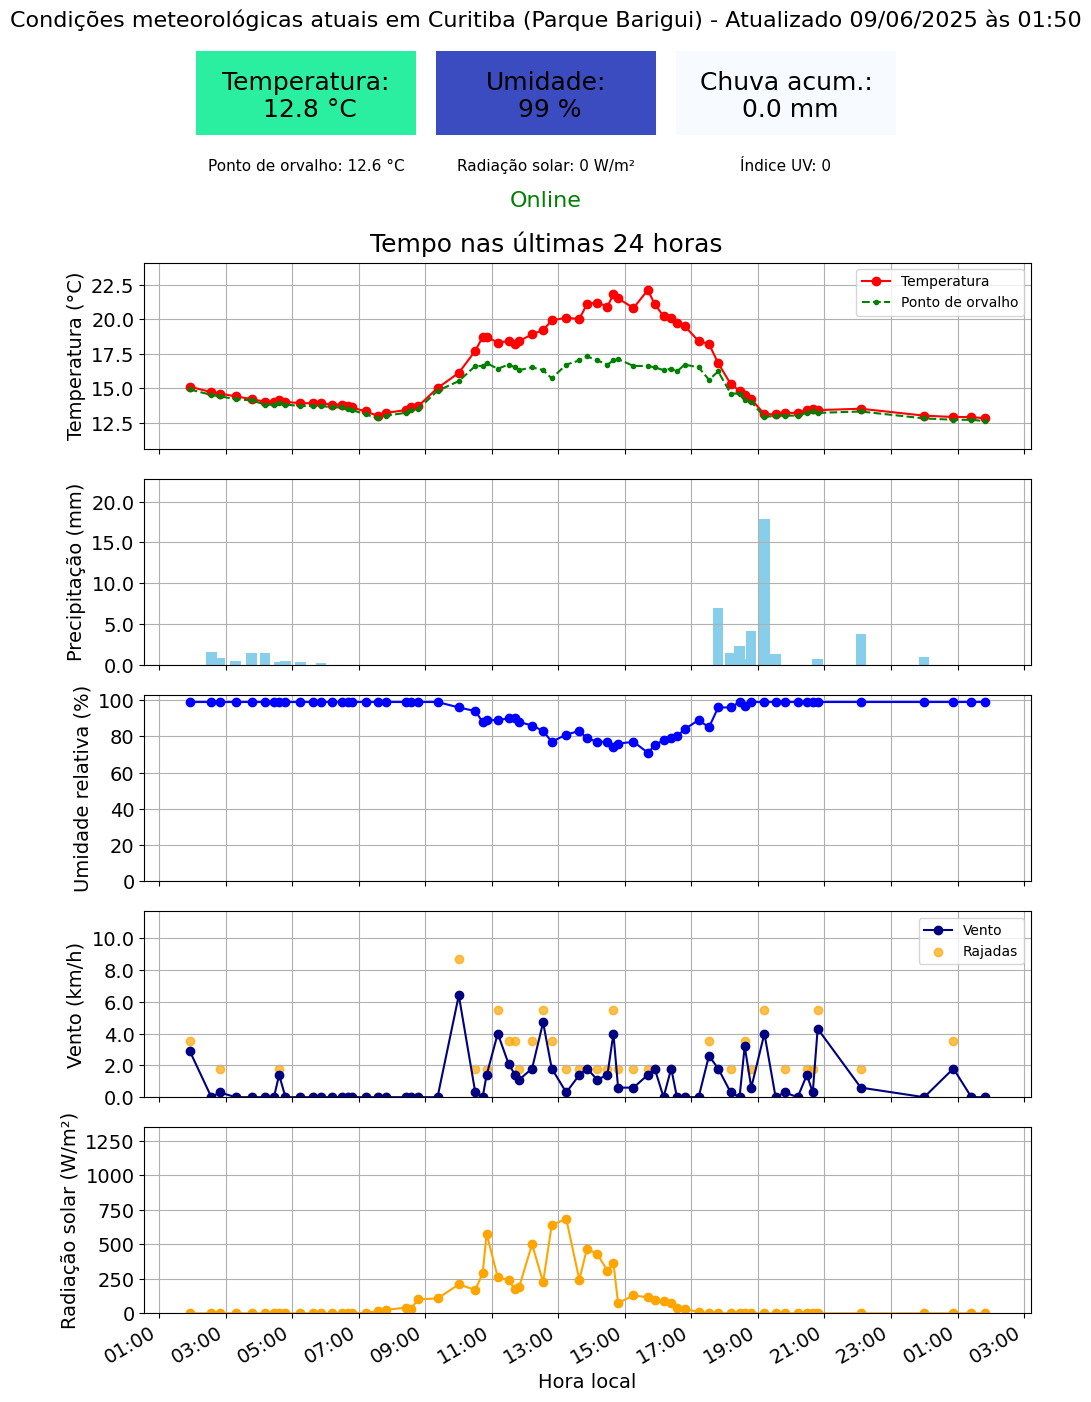 Condições meteorológicas atuais em Curitiba (Parque Barigui) - Atualizado 09/06/2025 às 01:50
Temperatura:
12.8 °C
Umidade:
99 %
Chuva acum.:
0.0 mm
Ponto de orvalho: 12.6 °C
Radiação solar: 0 W/m²
Índice UV: 0
Online
Tempo nas últimas 24 horas
Temperatura (°C)
22.5
20.0
17.5
15.0
12.5
Temperatura
Ponto de orvalho
Precipitação (mm)
20.0
15.0
10.0
5.0
0.0
Umidade relativa (%)
100
80
60
40
20
0
Vento (km/h)
10.0
8.0
6.0
4.0
2.0
0.0
Vento
Rajadas
Radiação solar (W/m²)
1250
1000
750
500
250
0
01:00
03:00
05:00
07:00
09:00
11:00
13:00
15:00
17:00
19:00
21:00
23:00
01:00
03:00
Hora local